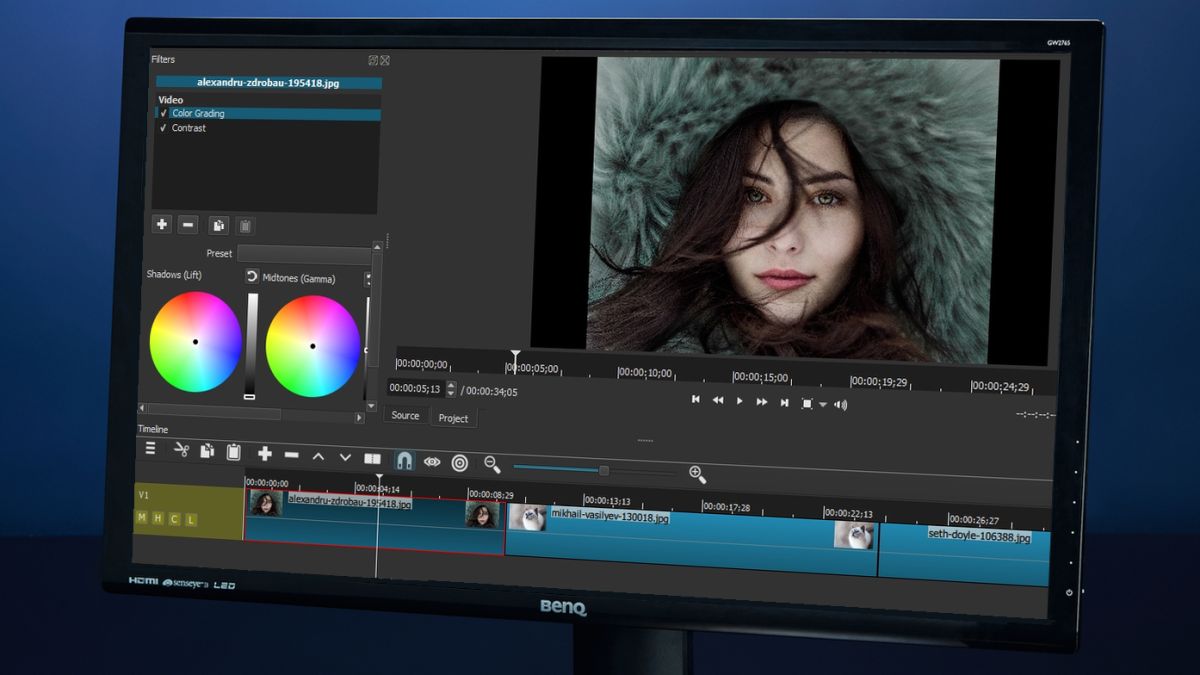 GW2765
Filters
alexandru-zdrobau-195418.jpg
Video
✓ Color Grading
✓ Contrast
Preset
Shadows (Lift)
Midtones (Gamma)
00:00:00;00
00:00:05;00
00:00:10;00
00:00:15;00
00:00:19;29
00:00:24;29
00:00:05;13 / 00:00:34;05
--:--:--:--
Source
Project
Timeline
00:00:00;00
00:00:04;14
00:00:08;29
00:00:13;13
00:00:17;28
00:00:22;13
00:00:26;27
V1
M H C L
alexandru-zdrobau-195418.jpg
mikhail-vasilyev-130018.jpg
seth-doyle-106388.jpg
HDMI senseye 3 LED
BenQ